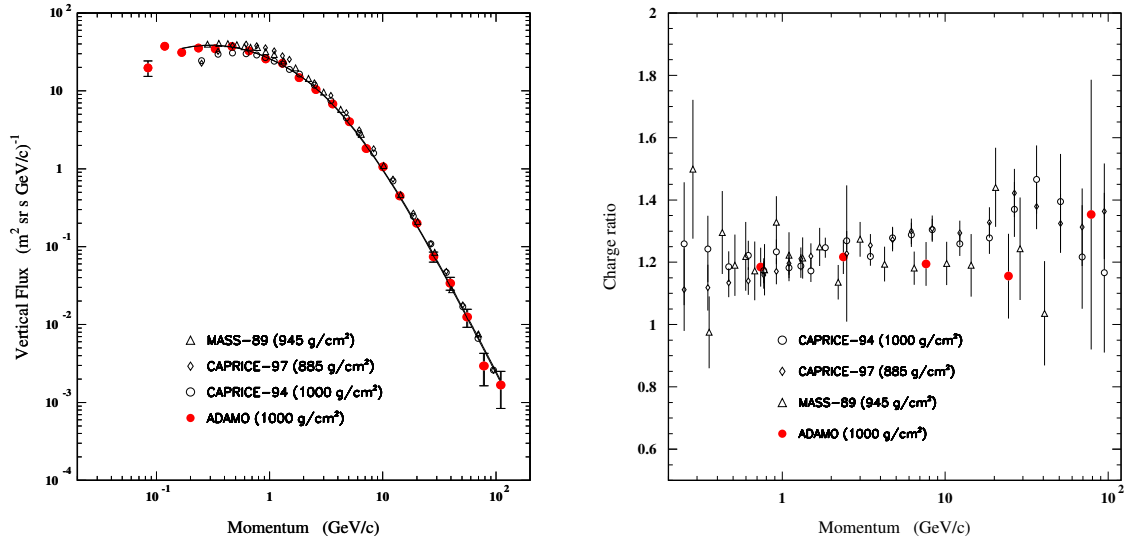 Vertical Flux (m² sr s GeV/c)⁻¹
10²
10
1
10⁻¹
10⁻²
10⁻³
10⁻⁴
MASS-89 (945 g/cm²)
CAPRICE-97 (885 g/cm²)
CAPRICE-94 (1000 g/cm²)
ADAMO (1000 g/cm²)
10⁻¹ 1 10 10²
Momentum (GeV/c)
Charge ratio
2
1.8
1.6
1.4
1.2
1
0.8
0.6
CAPRICE-94 (1000 g/cm²)
CAPRICE-97 (885 g/cm²)
MASS-89 (945 g/cm²)
ADAMO (1000 g/cm²)
1 10 10²
Momentum (GeV/c)